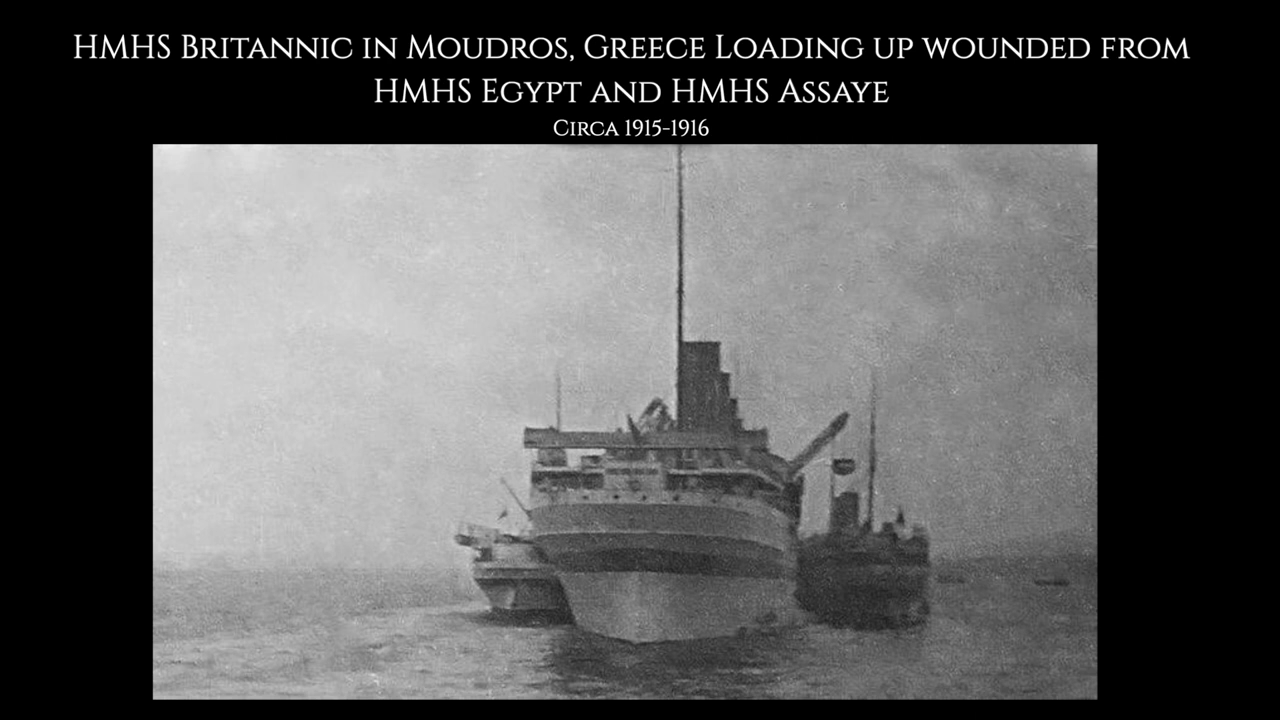 HMHS Britannic in Moudros, Greece Loading up wounded from
HMHS Egypt and HMHS Assaye
Circa 1915-1916